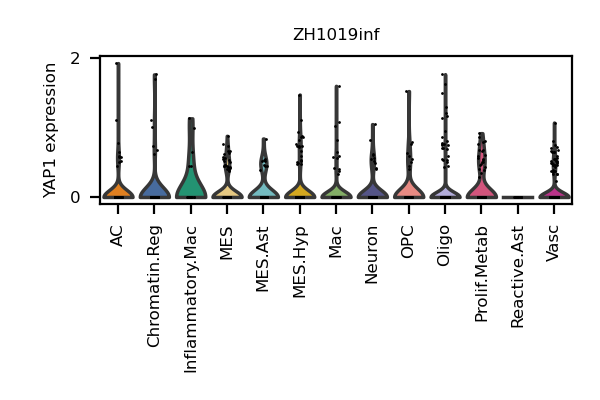 ZH1019inf
YAP1 expression
2
0
AC
Chromatin.Reg
Inflammatory.Mac
MES
MES.Ast
MES.Hyp
Mac
Neuron
OPC
Oligo
Prolif.Metab
Reactive.Ast
Vasc